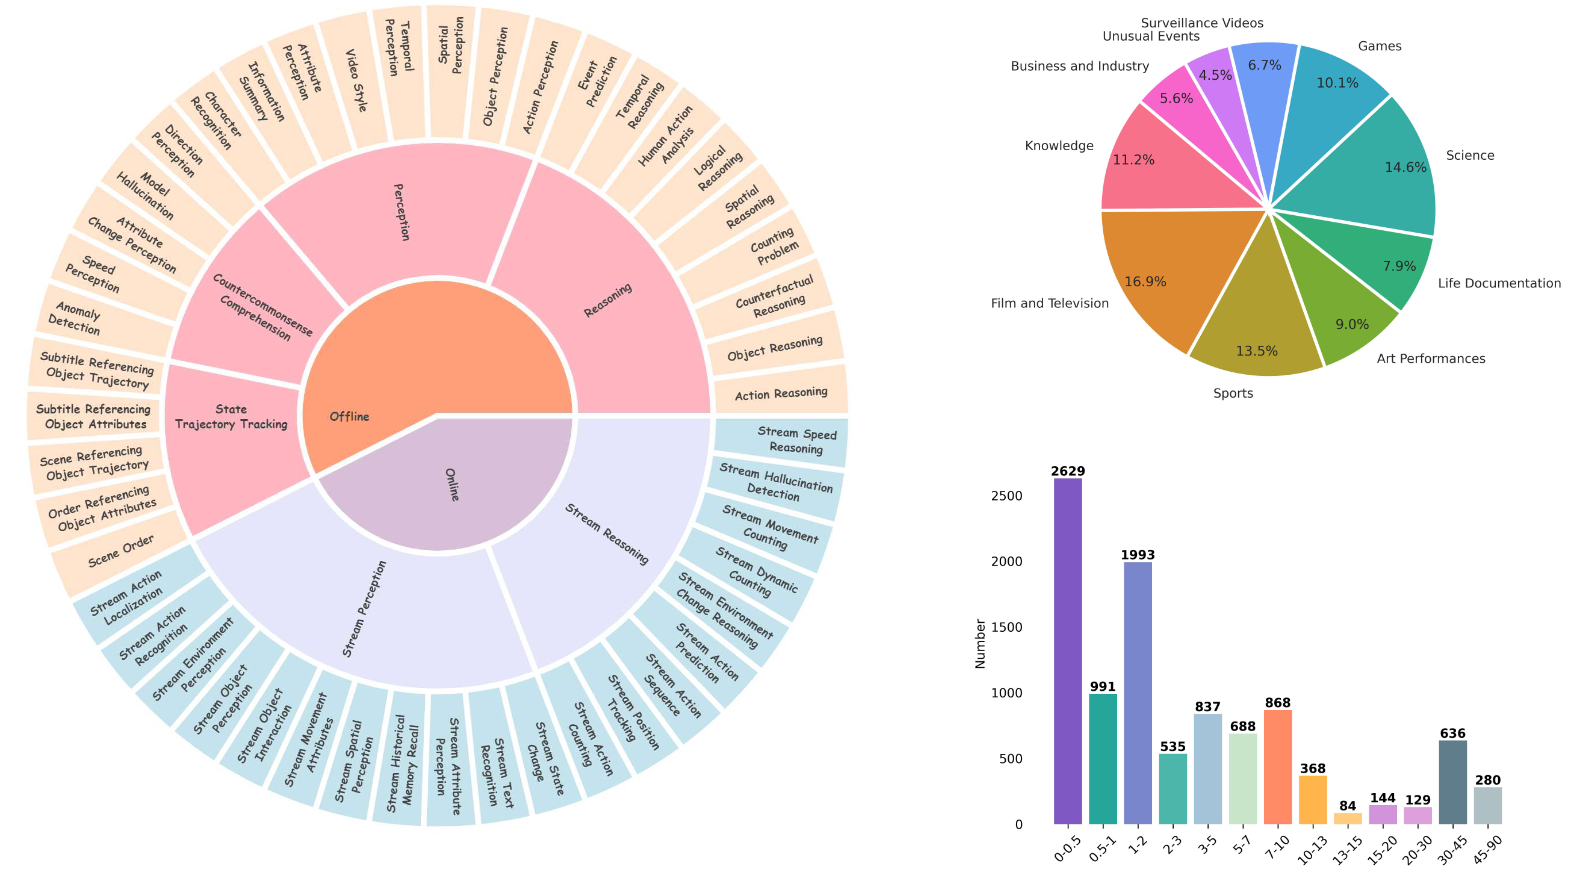 Offline
Online
Perception
Reasoning
Countercommonsense
Comprehension
State
Trajectory Tracking
Stream Perception
Stream Reasoning
Character
Recognition
Information
Summary
Attribute
Perception
Video Style
Temporal
Perception
Spatial
Perception
Object Perception
Action Perception
Event
Prediction
Temporal
Reasoning
Human Action
Analysis
Logical
Reasoning
Spatial
Reasoning
Counting
Problem
Counterfactual
Reasoning
Object Reasoning
Action Reasoning
Stream Speed
Reasoning
Stream Hallucination
Detection
Stream Movement
Counting
Stream Dynamic
Counting
Stream Environment
Change Reasoning
Stream Action
Prediction
Stream Action
Sequence
Stream Position
Tracking
Stream Action
Counting
Stream State
Change
Stream Text
Recognition
Stream Attribute
Perception
Stream Historical
Memory Recall
Stream Spatial
Perception
Stream Movement
Attributes
Stream Object
Interaction
Stream Object
Perception
Stream Environment
Perception
Stream Action
Recognition
Stream Action
Localization
Scene Order
Order Referencing
Object Attributes
Scene Referencing
Object Trajectory
Subtitle Referencing
Object Attributes
Subtitle Referencing
Object Trajectory
Anomaly
Detection
Speed
Perception
Attribute
Change Perception
Model
Hallucination
Direction
Perception
Surveillance Videos
6.7%
Unusual Events
4.5%
Business and Industry
5.6%
Knowledge
11.2%
Film and Television
16.9%
Sports
13.5%
Art Performances
9.0%
Life Documentation
7.9%
Science
14.6%
Games
10.1%
Number
2500
2000
1500
1000
500
0
2629
991
1993
535
837
688
868
368
84
144
129
636
280
0-0.5
0.5-1
1-2
2-3
3-5
5-7
7-10
10-13
13-15
15-20
20-30
30-45
45-90